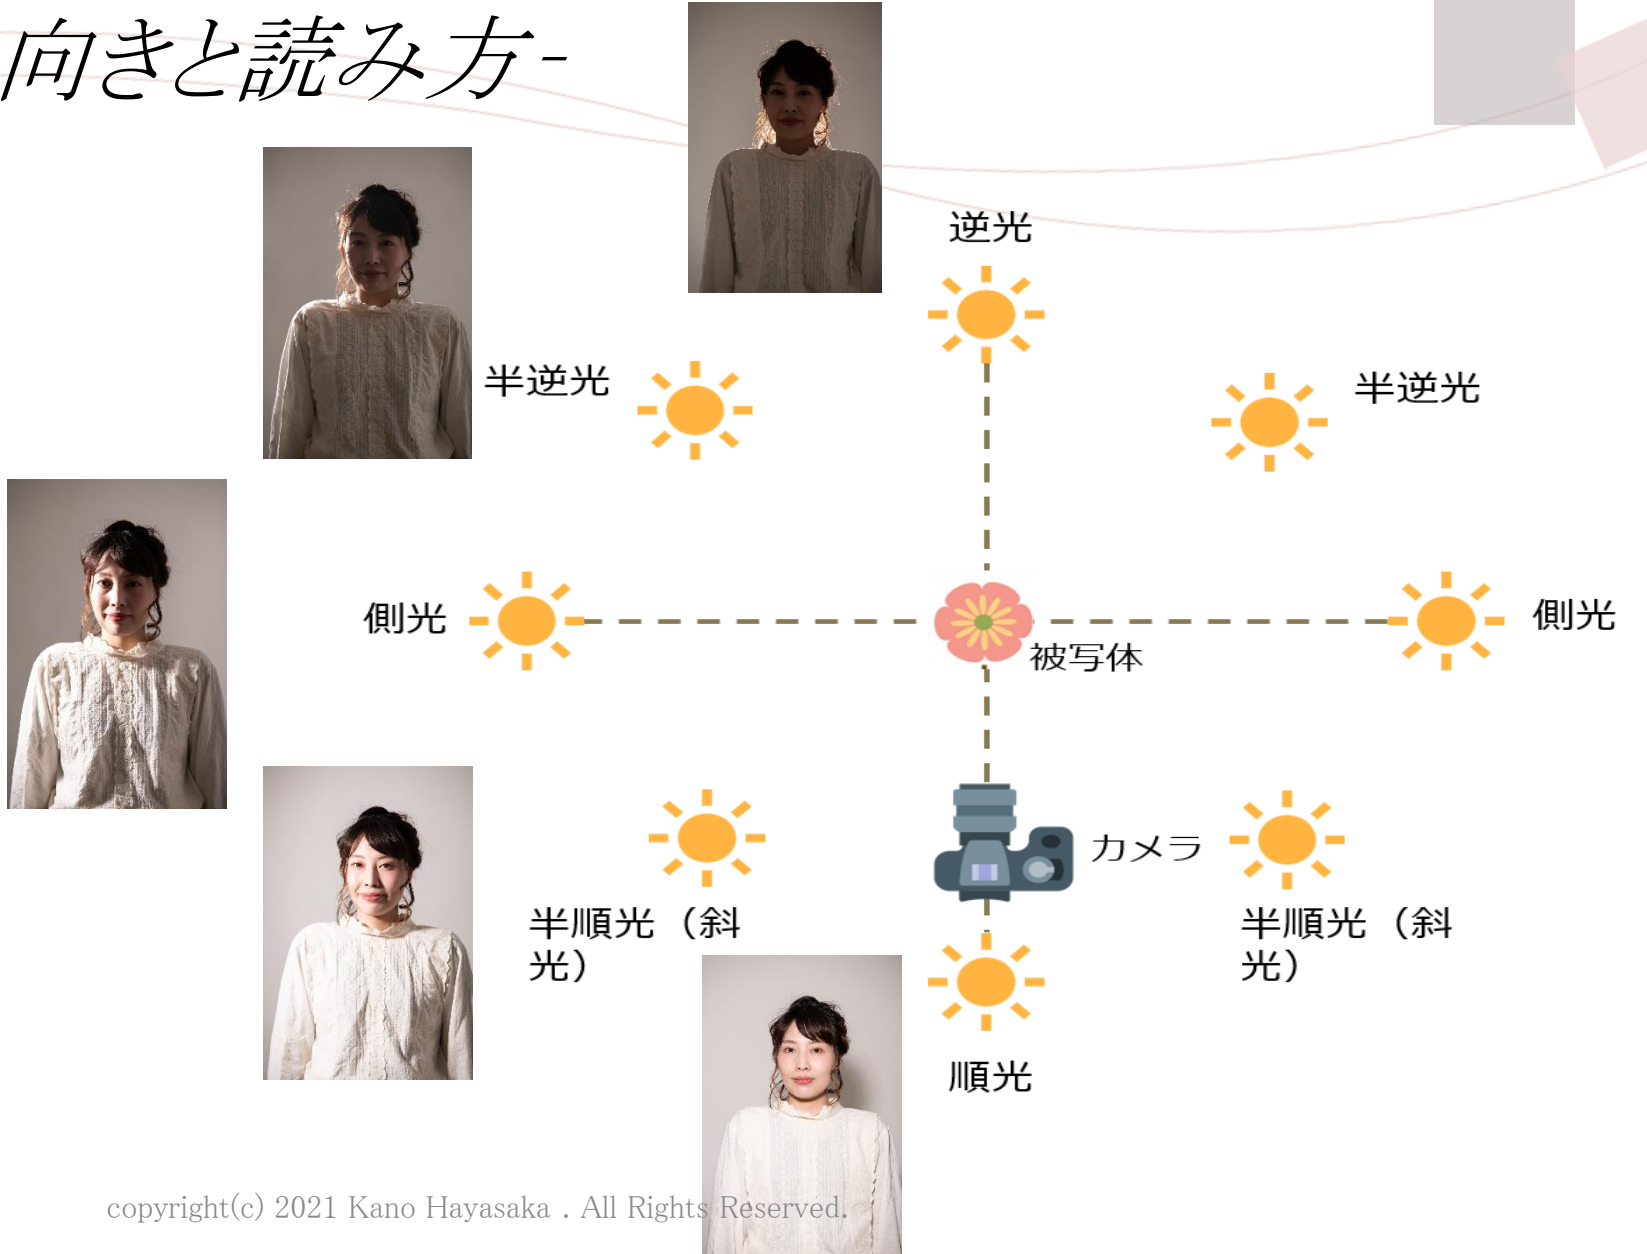 向きと読み方-
逆光
半逆光
半逆光
側光
側光
被写体
カメラ
半順光（斜
光）
半順光（斜
光）
順光
copyright(c) 2021 Kano Hayasaka . All Rights Reserved.